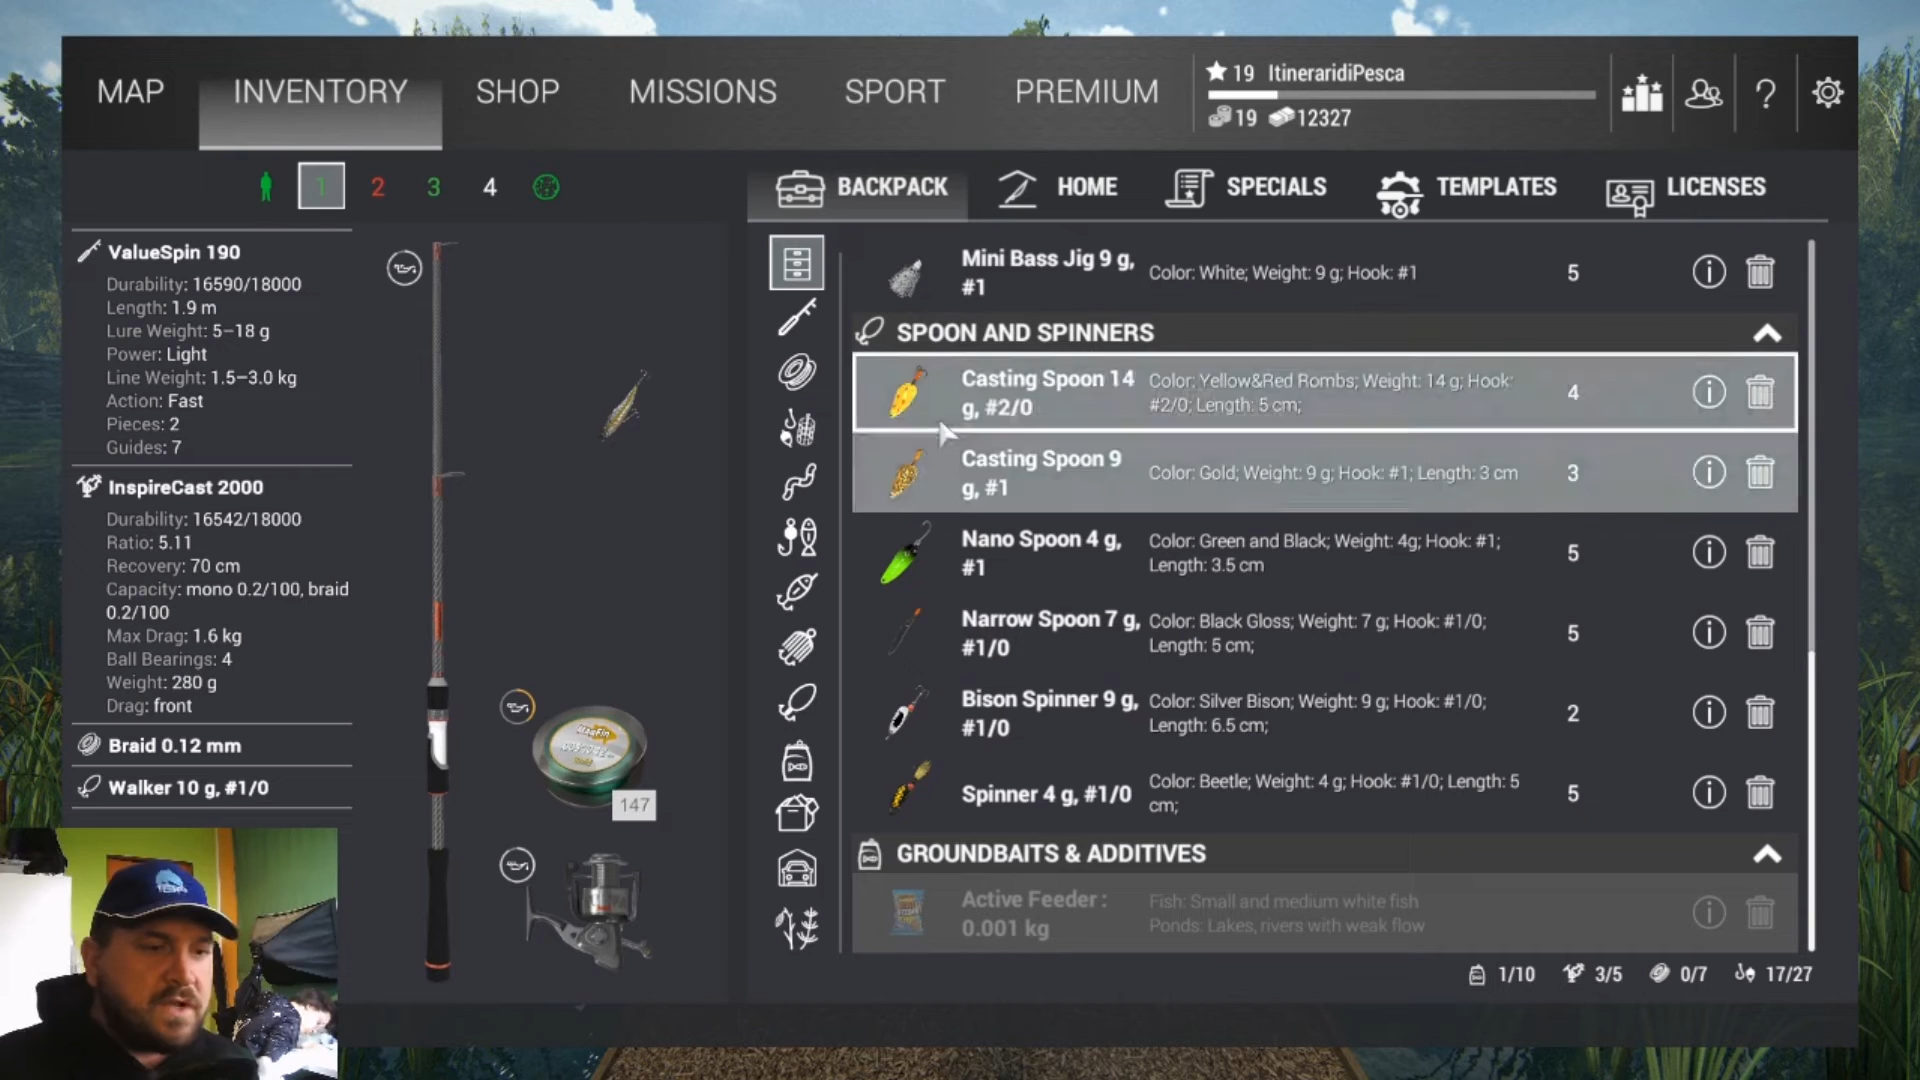 MAP
INVENTORY
SHOP
MISSIONS
SPORT
PREMIUM
19 ItineraridiPesca
19 12327
?
1
2
3
4
BACKPACK
HOME
SPECIALS
TEMPLATES
LICENSES
ValueSpin 190
Durability: 16590/18000
Length: 1.9 m
Lure Weight: 5–18 g
Power: Light
Line Weight: 1.5–3.0 kg
Action: Fast
Pieces: 2
Guides: 7
InspireCast 2000
Durability: 16542/18000
Ratio: 5.11
Recovery: 70 cm
Capacity: mono 0.2/100, braid
0.2/100
Max Drag: 1.6 kg
Ball Bearings: 4
Weight: 280 g
Drag: front
Braid 0.12 mm
Walker 10 g, #1/0
147
Mini Bass Jig 9 g,
#1
Color: White; Weight: 9 g; Hook: #1
5
SPOON AND SPINNERS
Casting Spoon 14
g, #2/0
Color: Yellow&Red Rombs; Weight: 14 g; Hook:
#2/0; Length: 5 cm;
4
Casting Spoon 9
g, #1
Color: Gold; Weight: 9 g; Hook: #1; Length: 3 cm
3
Nano Spoon 4 g,
#1
Color: Green and Black; Weight: 4g; Hook: #1;
Length: 3.5 cm
5
Narrow Spoon 7 g,
#1/0
Color: Black Gloss; Weight: 7 g; Hook: #1/0;
Length: 5 cm;
5
Bison Spinner 9 g,
#1/0
Color: Silver Bison; Weight: 9 g; Hook: #1/0;
Length: 6.5 cm;
2
Spinner 4 g, #1/0
Color: Beetle; Weight: 4 g; Hook: #1/0; Length: 5
cm;
5
GROUNDBAITS & ADDITIVES
Active Feeder :
0.001 kg
Fish: Small and medium white fish
Ponds: Lakes, rivers with weak flow
1/10
3/5
0/7
17/27